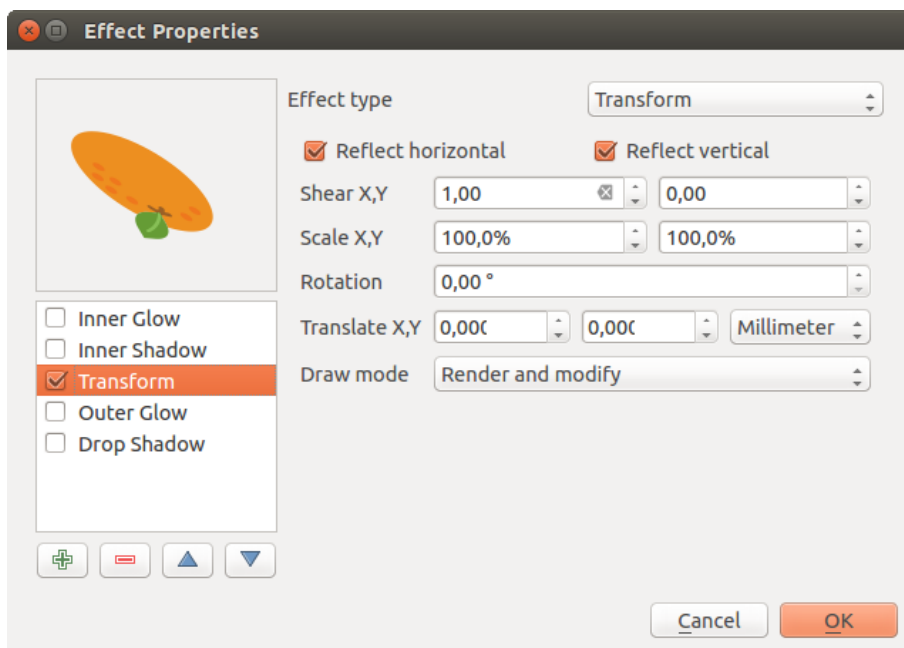 Effect Properties
Effect type Transform
Reflect horizontal Reflect vertical
Shear X,Y 1,00 0,00
Scale X,Y 100,0% 100,0%
Rotation 0,00 °
Translate X,Y 0,000 0,000 Millimeter
Draw mode Render and modify
Inner Glow
Inner Shadow
Transform
Outer Glow
Drop Shadow
Cancel OK